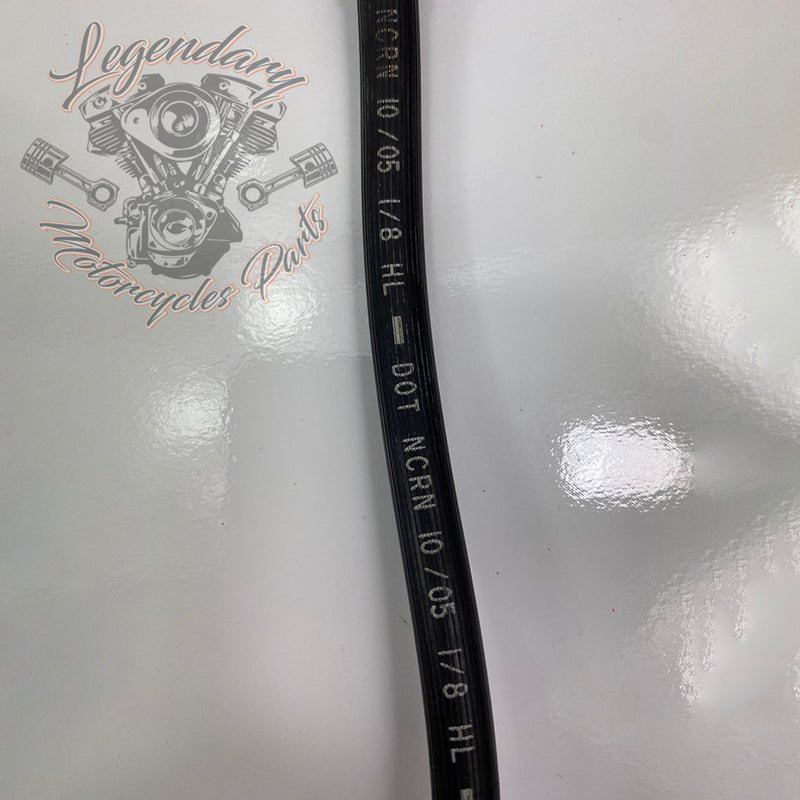 Legendary
Motorcycles Parts
NCRN 10/05 1/8 HL
DOT NCRN 10/05 1/8 HL